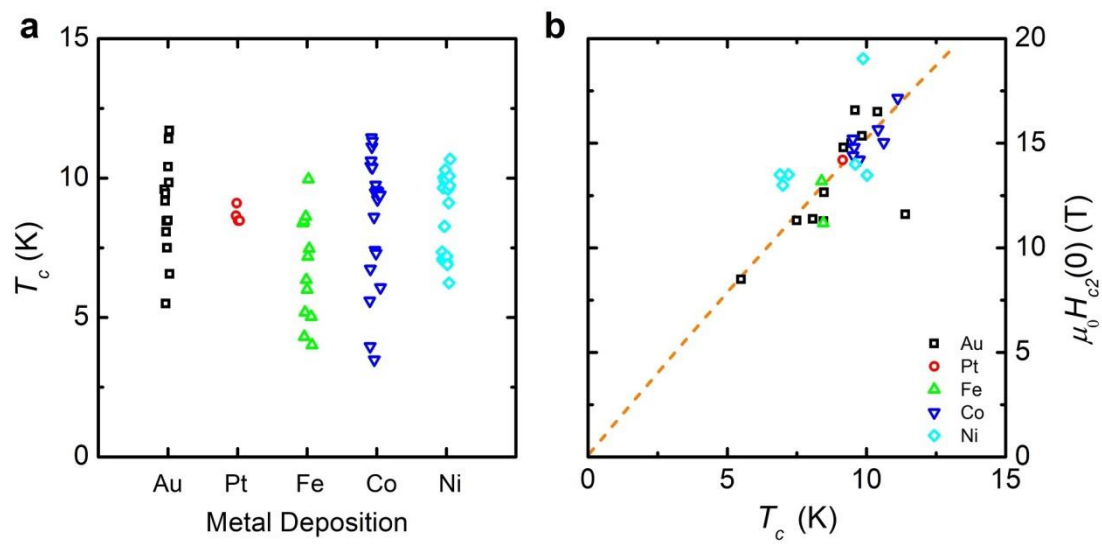 a
15
10
5
0
T_c (K)
Au Pt Fe Co Ni
Metal Deposition
b
20
15
10
5
0
μ₀H_c2(0) (T)
Au
Pt
Fe
Co
Ni
0 5 10 15
T_c (K)